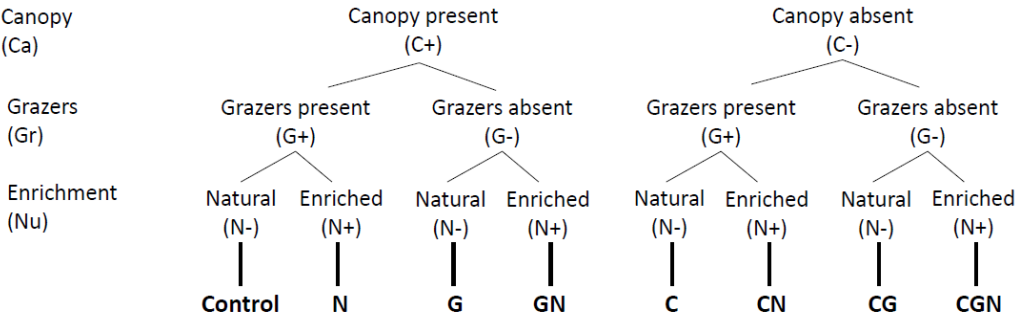 Canopy
(Ca)
Canopy present
(C+)
Canopy absent
(C-)
Grazers
(Gr)
Grazers present
(G+)
Grazers absent
(G-)
Grazers present
(G+)
Grazers absent
(G-)
Enrichment
(Nu)
Natural
(N-)
Enriched
(N+)
Natural
(N-)
Enriched
(N+)
Natural
(N-)
Enriched
(N+)
Natural
(N-)
Enriched
(N+)
Control N G GN C CN CG CGN